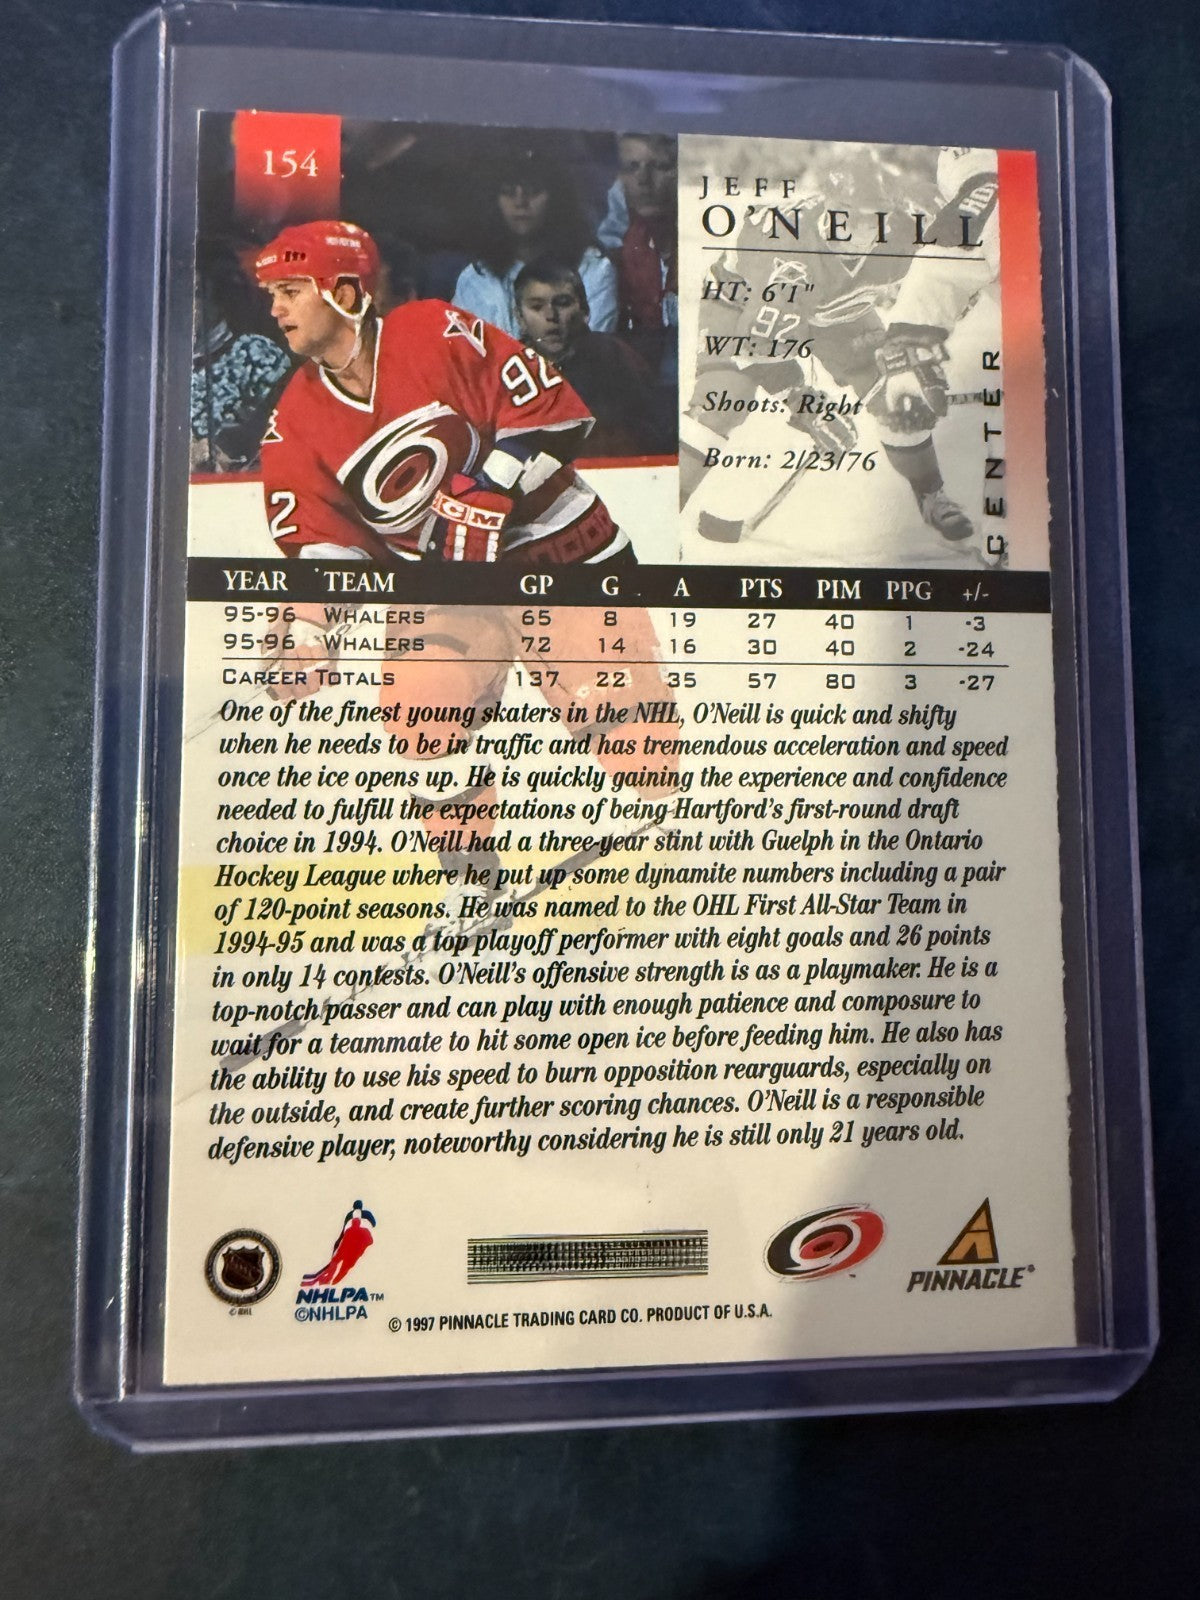 154
JEFF
O'NEILL
HT: 6'1"
WT: 176
Shoots: Right
Born: 2/23/76
CENTER
92
2
CCM
92
YEAR TEAM GP G A PTS PIM PPG +/-
95-96 WHALERS 65 8 19 27 40 1 -3
95-96 WHALERS 72 14 16 30 40 2 -24
CAREER TOTALS 137 22 35 57 80 3 -27
One of the finest young skaters in the NHL, O'Neill is quick and shifty
when he needs to be in traffic and has tremendous acceleration and speed
once the ice opens up. He is quickly gaining the experience and confidence
needed to fulfill the expectations of being Hartford's first-round draft
choice in 1994. O'Neill had a three-year stint with Guelph in the Ontario
Hockey League where he put up some dynamite numbers including a pair
of 120-point seasons. He was named to the OHL First All-Star Team in
1994-95 and was a top playoff performer with eight goals and 26 points
in only 14 contests. O'Neill's offensive strength is as a playmaker. He is a
top-notch passer and can play with enough patience and composure to
wait for a teammate to hit some open ice before feeding him. He also has
the ability to use his speed to burn opposition rearguards, especially on
the outside, and create further scoring chances. O'Neill is a responsible
defensive player, noteworthy considering he is still only 21 years old.
NHL
© NHL
NHLPA™
©NHLPA
© 1997 PINNACLE TRADING CARD CO. PRODUCT OF U.S.A.
PINNACLE®